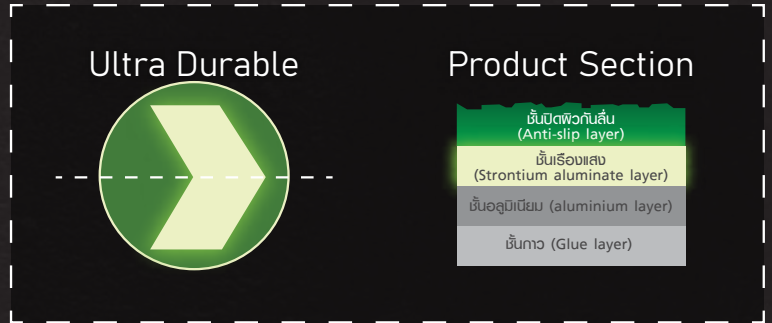 Ultra Durable
Product Section
ชั้นปิดผิวกันลื่น
(Anti-slip layer)
ชั้นเรืองแสง
(Strontium aluminate layer)
ชั้นอลูมิเนียม (aluminium layer)
ชั้นกาว (Glue layer)